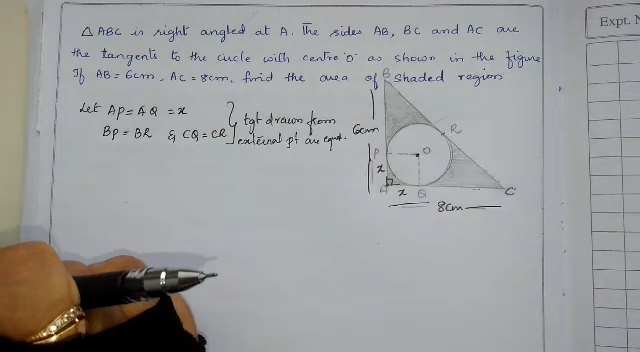 △ ABC is right angled at A. The sides AB, BC and AC are
the tangents to the circle with centre 'O' as shown in the figure
If AB = 6cm, AC = 8cm, find the area of shaded region
Let AP = AQ = x
BP = BR & CQ = CR
tgt drawn from
external pt are equal.
B
6cm
R
P
O
x
A
x
Q
C
8cm
Expt. N